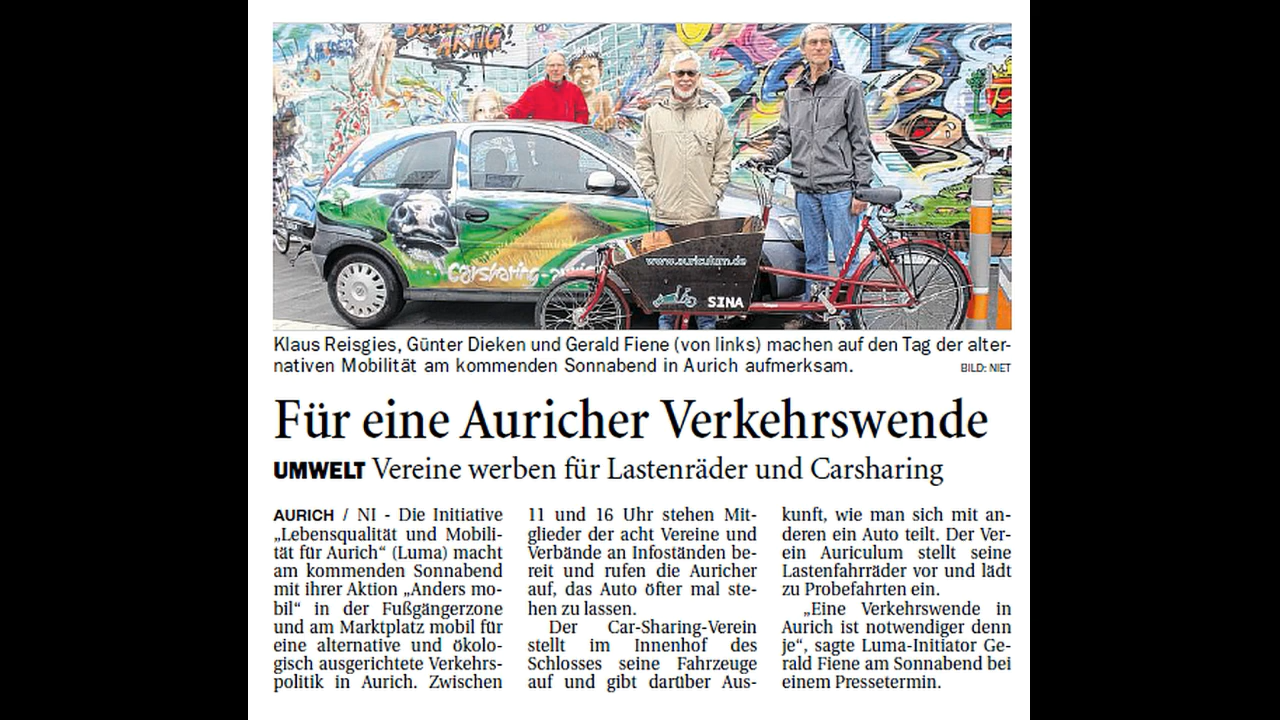 www.auriculum.de
SINA
Klaus Reisgies, Günter Dieken und Gerald Fiene (von links) machen auf den Tag der alter-
nativen Mobilität am kommenden Sonnabend in Aurich aufmerksam.
BILD: NIET
Für eine Auricher Verkehrswende
UMWELT Vereine werben für Lastenräder und Carsharing
AURICH / NI - Die Initiative
„Lebensqualität und Mobili-
tät für Aurich“ (Luma) macht
am kommenden Sonnabend
mit ihrer Aktion „Anders mo-
bil“ in der Fußgängerzone
und am Marktplatz mobil für
eine alternative und ökolo-
gisch ausgerichtete Verkehrs-
politik in Aurich. Zwischen
11 und 16 Uhr stehen Mit-
glieder der acht Vereine und
Verbände an Infoständen be-
reit und rufen die Auricher
auf, das Auto öfter mal ste-
hen zu lassen.
Der Car-Sharing-Verein
stellt im Innenhof des
Schlosses seine Fahrzeuge
auf und gibt darüber Aus-
kunft, wie man sich mit an-
deren ein Auto teilt. Der Ver-
ein Auriculum stellt seine
Lastenfahrräder vor und lädt
zu Probefahrten ein.
„Eine Verkehrswende in
Aurich ist notwendiger denn
je“, sagte Luma-Initiator Ge-
rald Fiene am Sonnabend bei
einem Pressetermin.